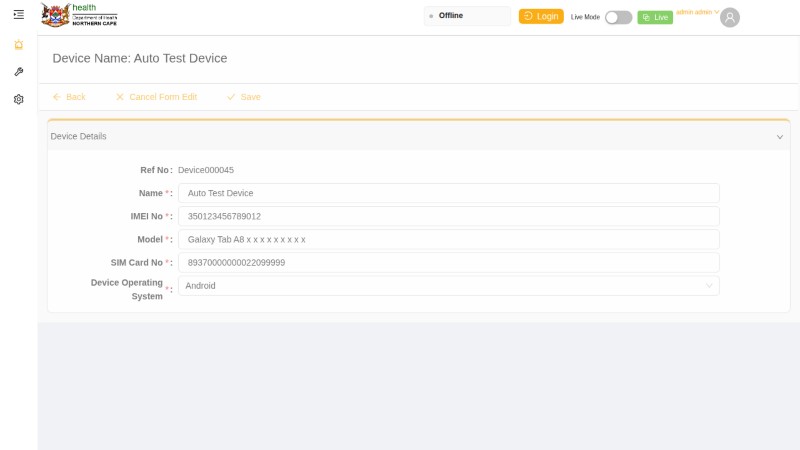 health
Department of Health
NORTHERN CAPE
Offline
Login
Live Mode
Live
admin admin
Device Name: Auto Test Device
Back
Cancel Form Edit
Save
Device Details
Ref No : Device000045
Name * : Auto Test Device
IMEI No * : 350123456789012
Model * : Galaxy Tab A8 x x x x x x x x x
SIM Card No * : 89370000000022099999
Device Operating System * : Android